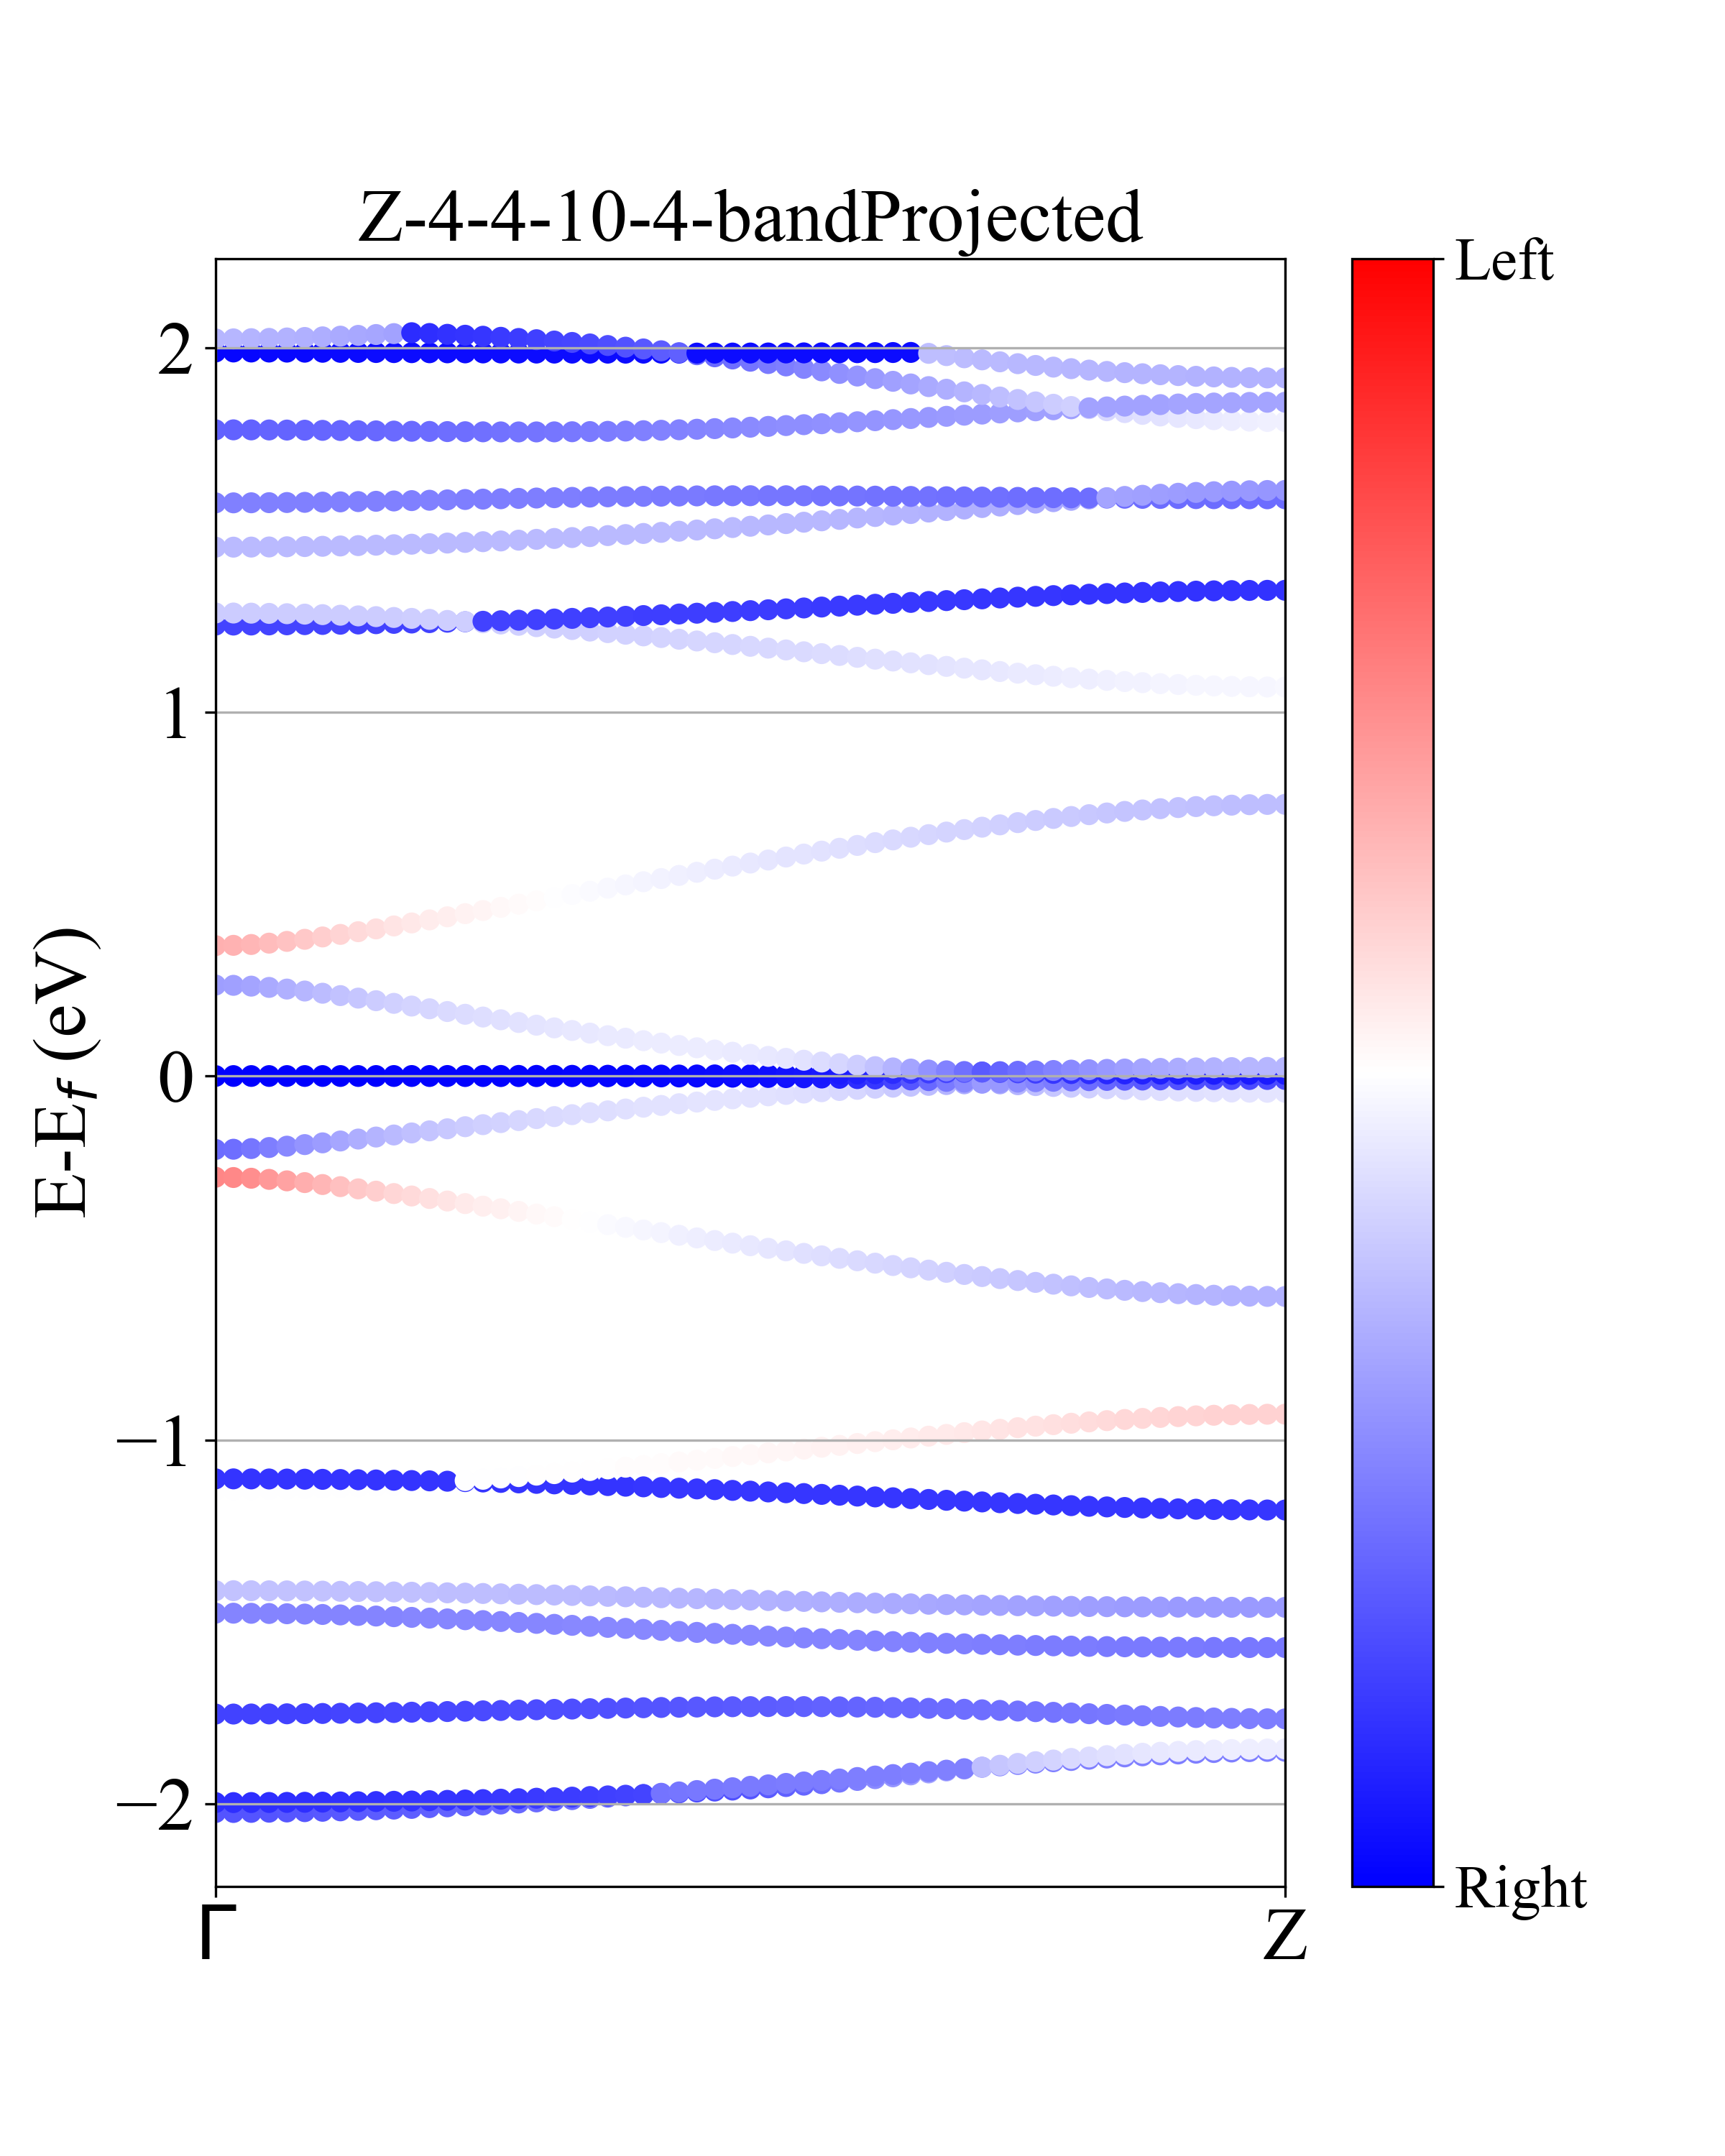 Z-4-4-10-4-bandProjected
Left
2
1
0
−1
−2
E-E_f (eV)
Right
Γ
Z